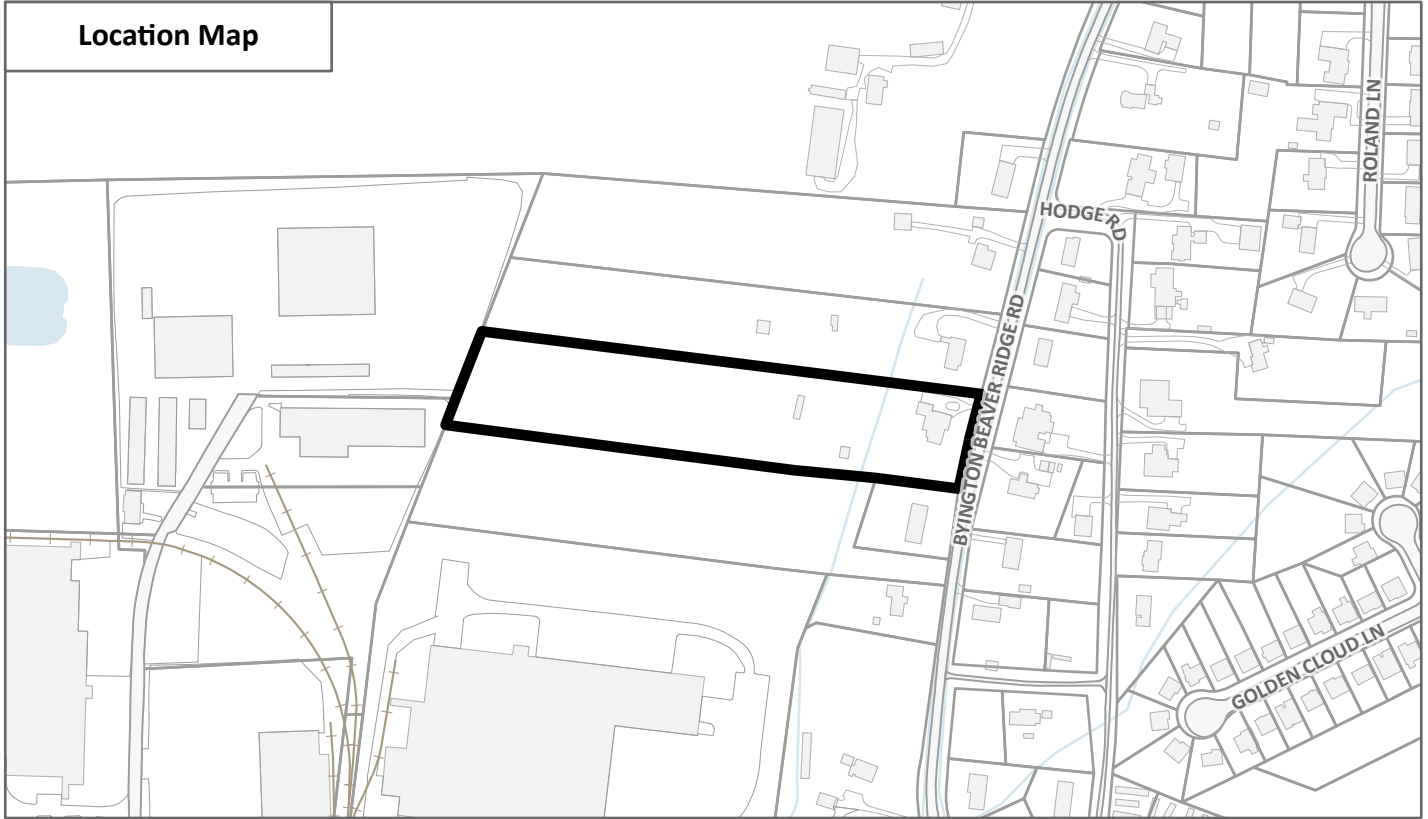 Location Map
ROLAND LN
HODGE RD
BYINGTON BEAVER RIDGE RD
GOLDEN CLOUD LN